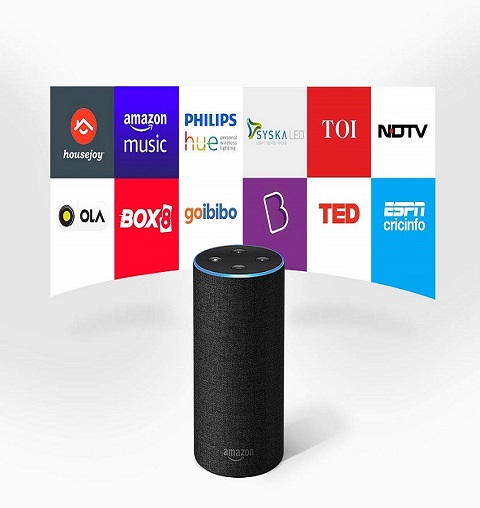 housejoy
amazon
music
PHILIPS
hue personal
wireless
lighting
SYSKA LED
TOI
NDTV
OLA
BOX8
goibibo
B
TED
ESPN
cricinfo
amazon